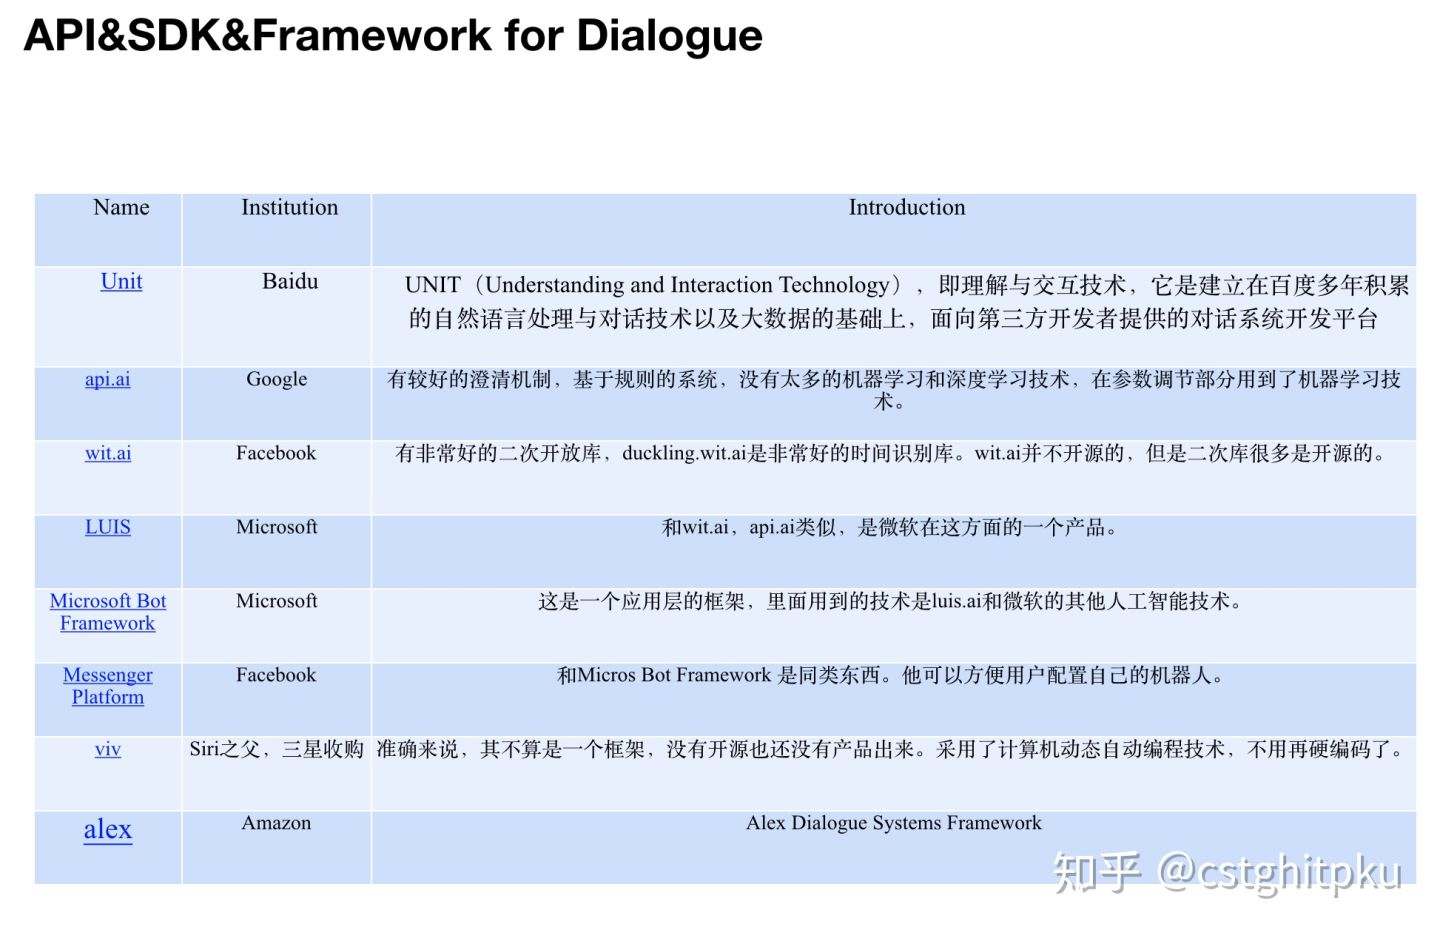 API&SDK&Framework for Dialogue
Name Institution Introduction
Unit Baidu UNIT（Understanding and Interaction Technology），即理解与交互技术，它是建立在百度多年积累
的自然语言处理与对话技术以及大数据的基础上，面向第三方开发者提供的对话系统开发平台
api.ai Google 有较好的澄清机制，基于规则的系统，没有太多的机器学习和深度学习技术，在参数调节部分用到了机器学习技
术。
wit.ai Facebook 有非常好的二次开放库，duckling.wit.ai是非常好的时间识别库。wit.ai并不开源的，但是二次库很多是开源的。
LUIS Microsoft 和wit.ai，api.ai类似，是微软在这方面的一个产品。
Microsoft Bot Microsoft 这是一个应用层的框架，里面用到的技术是luis.ai和微软的其他人工智能技术。
Framework
Messenger Facebook 和Micros Bot Framework 是同类东西。他可以方便用户配置自己的机器人。
Platform
viv Siri之父，三星收购 准确来说，其不算是一个框架，没有开源也还没有产品出来。采用了计算机动态自动编程技术，不用再硬编码了。
alex Amazon Alex Dialogue Systems Framework
知乎 @cstghitpku